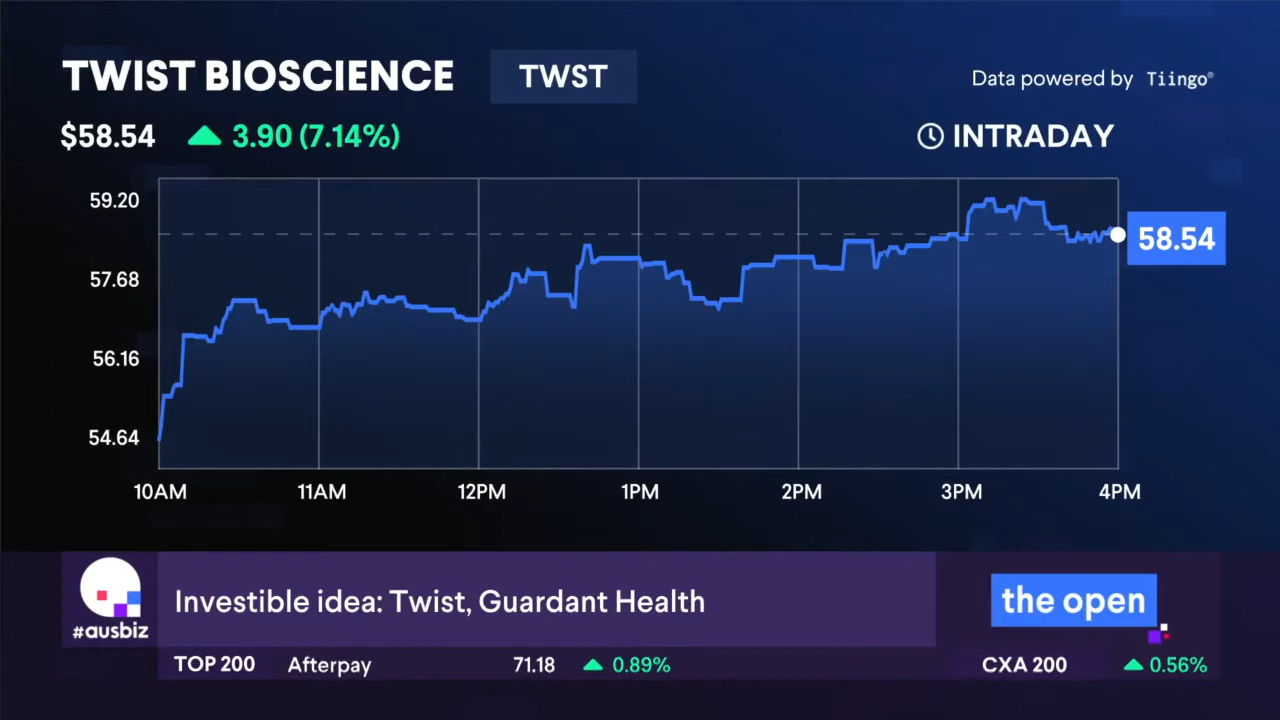 TWIST BIOSCIENCE TWST
Data powered by Tiingo®
$58.54 ▲ 3.90 (7.14%)
INTRADAY
59.20
57.68
56.16
54.64
58.54
10AM 11AM 12PM 1PM 2PM 3PM 4PM
Investible idea: Twist, Guardant Health
#ausbiz
the open
TOP 200 Afterpay 71.18 ▲ 0.89% CXA 200 ▲ 0.56%